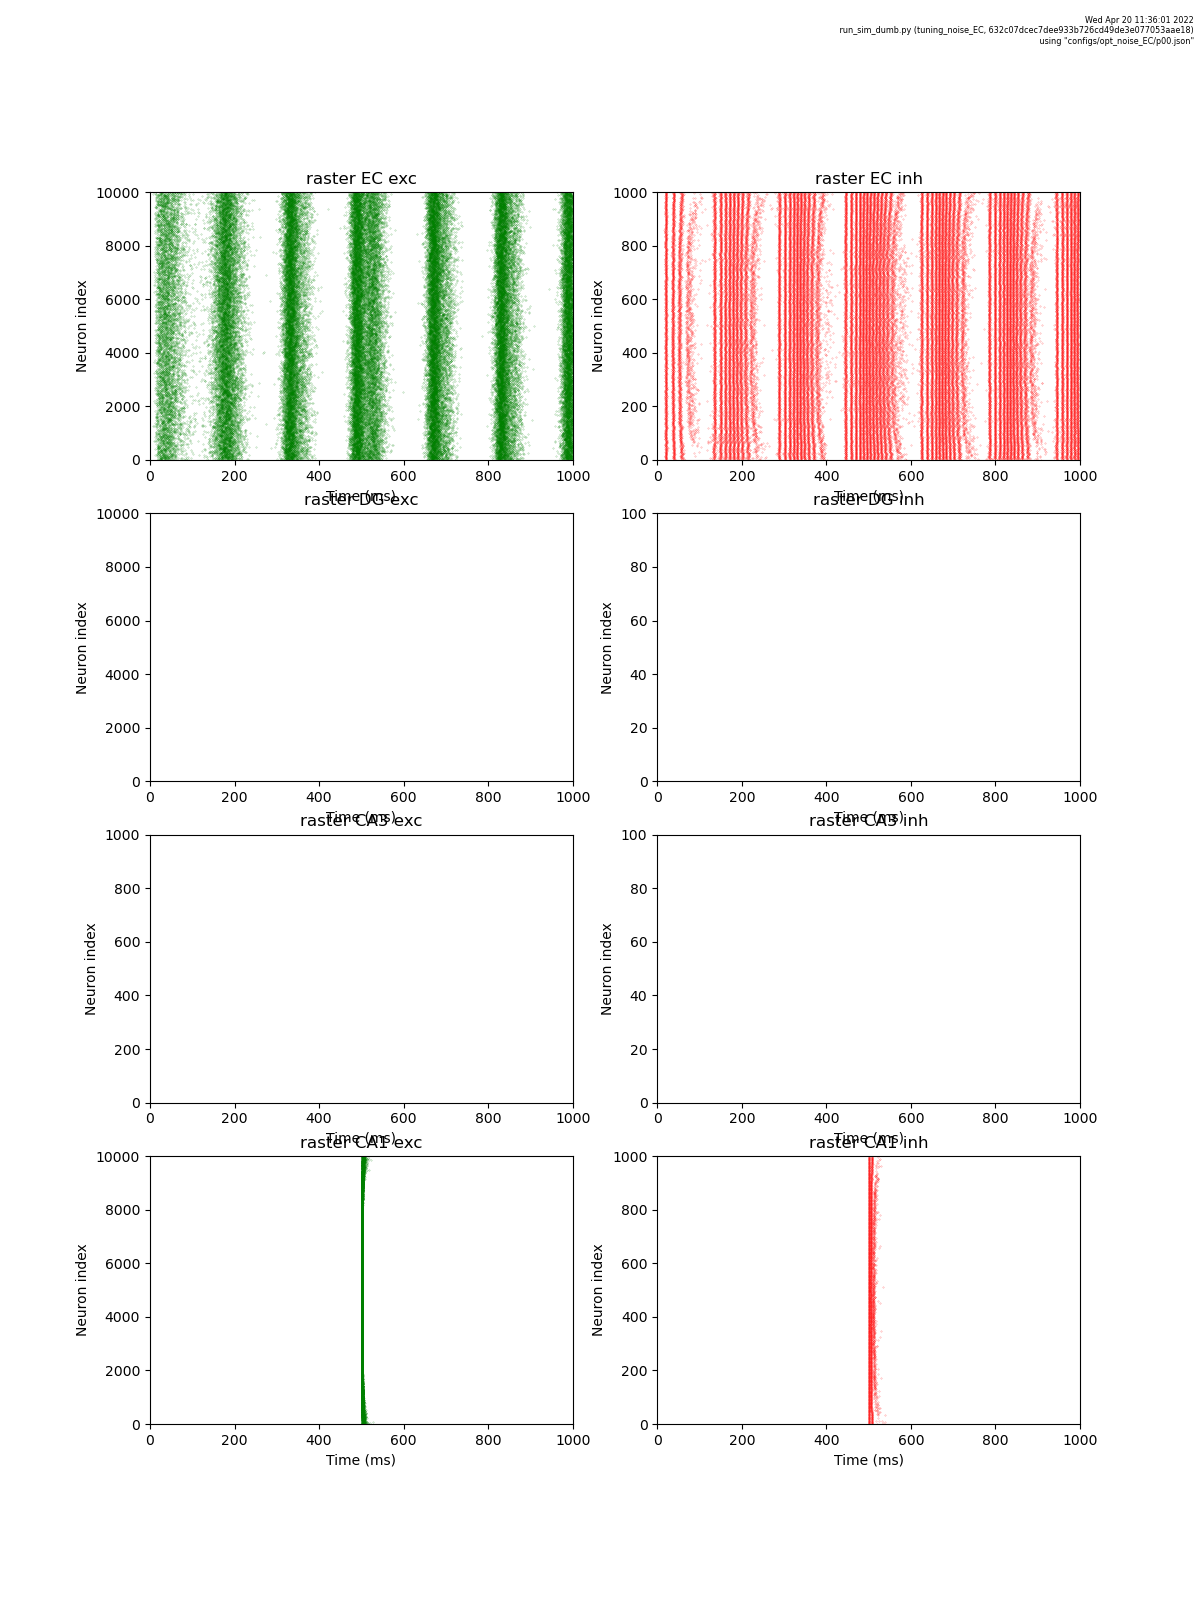 Wed Apr 20 11:36:01 2022
run_sim_dumb.py (tuning_noise_EC, 632c07dcec7dee933b726cd49de3e077053aae18)
using "configs/opt_noise_EC/p00.json"
raster EC exc
raster EC inh
Neuron index
10000
8000
6000
4000
2000
0
0 200 400 600 800 1000
Time (ms)
Neuron index
1000
800
600
400
200
0
0 200 400 600 800 1000
Time (ms)
raster DG exc
raster DG inh
Neuron index
10000
8000
6000
4000
2000
0
0 200 400 600 800 1000
Time (ms)
Neuron index
100
80
60
40
20
0
0 200 400 600 800 1000
Time (ms)
raster CA3 exc
raster CA3 inh
Neuron index
1000
800
600
400
200
0
0 200 400 600 800 1000
Time (ms)
Neuron index
100
80
60
40
20
0
0 200 400 600 800 1000
Time (ms)
raster CA1 exc
raster CA1 inh
Neuron index
10000
8000
6000
4000
2000
0
0 200 400 600 800 1000
Time (ms)
Neuron index
1000
800
600
400
200
0
0 200 400 600 800 1000
Time (ms)